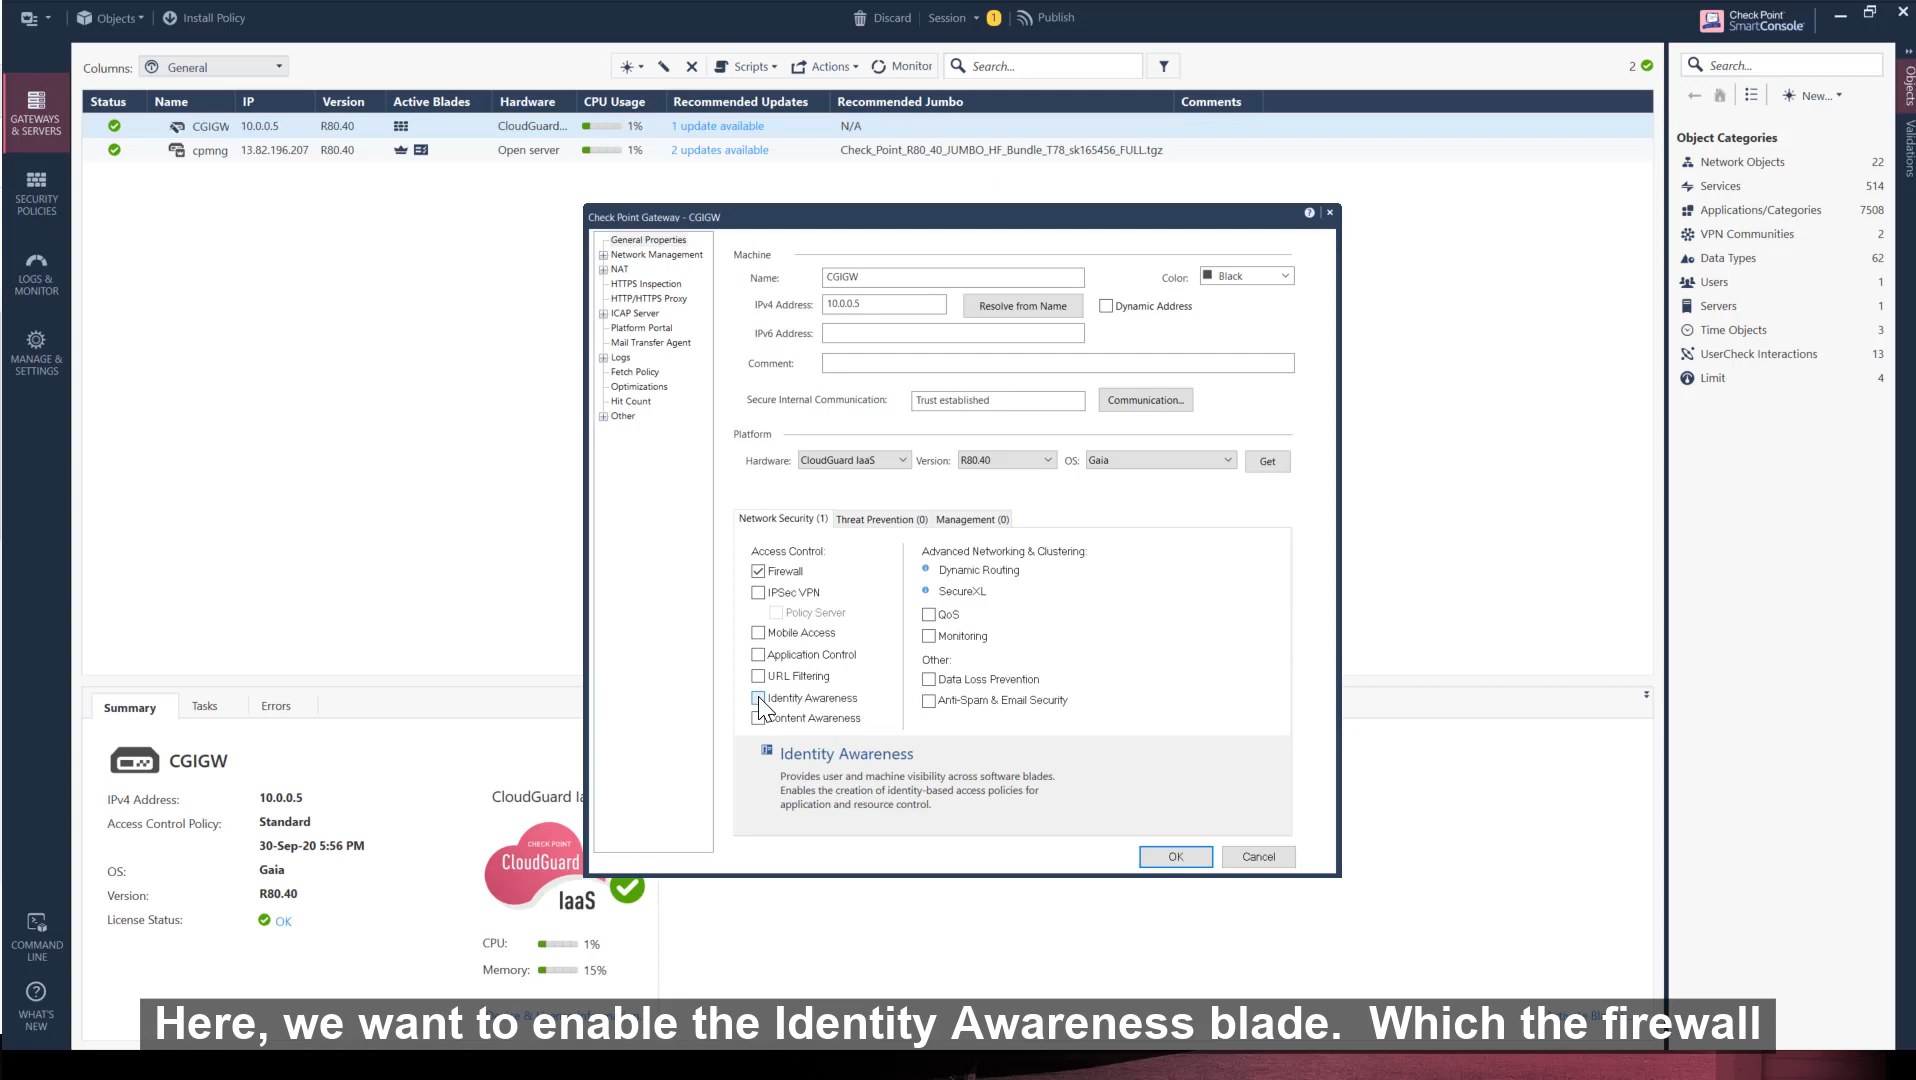 Objects
Install Policy
Discard
Session
1
Publish
Check Point
SmartConsole
GATEWAYS
& SERVERS
SECURITY
POLICIES
LOGS &
MONITOR
MANAGE &
SETTINGS
COMMAND
LINE
WHAT'S
NEW
Columns:
General
Scripts
Actions
Monitor
Search...
2
Status
Name
IP
Version
Active Blades
Hardware
CPU Usage
Recommended Updates
Recommended Jumbo
Comments
CGIGW
10.0.0.5
R80.40
CloudGuard...
1%
1 update available
N/A
cpmng
13.82.196.207
R80.40
Open server
1%
2 updates available
Check_Point_R80_40_JUMBO_HF_Bundle_T78_sk165456_FULL.tgz
Check Point Gateway - CGIGW
General Properties
Network Management
NAT
HTTPS Inspection
HTTP/HTTPS Proxy
ICAP Server
Platform Portal
Mail Transfer Agent
Logs
Fetch Policy
Optimizations
Hit Count
Other
Machine
Name:
CGIGW
Color:
Black
IPv4 Address:
10.0.0.5
Resolve from Name
Dynamic Address
IPv6 Address:
Comment:
Secure Internal Communication:
Trust established
Communication...
Platform
Hardware:
CloudGuard IaaS
Version:
R80.40
OS:
Gaia
Get
Network Security (1)
Threat Prevention (0)
Management (0)
Access Control:
Firewall
IPSec VPN
Policy Server
Mobile Access
Application Control
URL Filtering
Identity Awareness
Content Awareness
Advanced Networking & Clustering:
Dynamic Routing
SecureXL
QoS
Monitoring
Other:
Data Loss Prevention
Anti-Spam & Email Security
Identity Awareness
Provides user and machine visibility across software blades.
Enables the creation of identity-based access policies for
application and resource control.
OK
Cancel
Summary
Tasks
Errors
CGIGW
IPv4 Address:
10.0.0.5
Access Control Policy:
Standard
30-Sep-20 5:56 PM
OS:
Gaia
Version:
R80.40
License Status:
OK
CloudGuard Ia
CHECK POINT
CloudGuard
IaaS
CPU:
1%
Memory:
15%
Search...
New...
Object Categories
Network Objects
22
Services
514
Applications/Categories
7508
VPN Communities
2
Data Types
62
Users
1
Servers
1
Time Objects
3
UserCheck Interactions
13
Limit
4
Objects
Validations
Here, we want to enable the Identity Awareness blade. Which the firewall